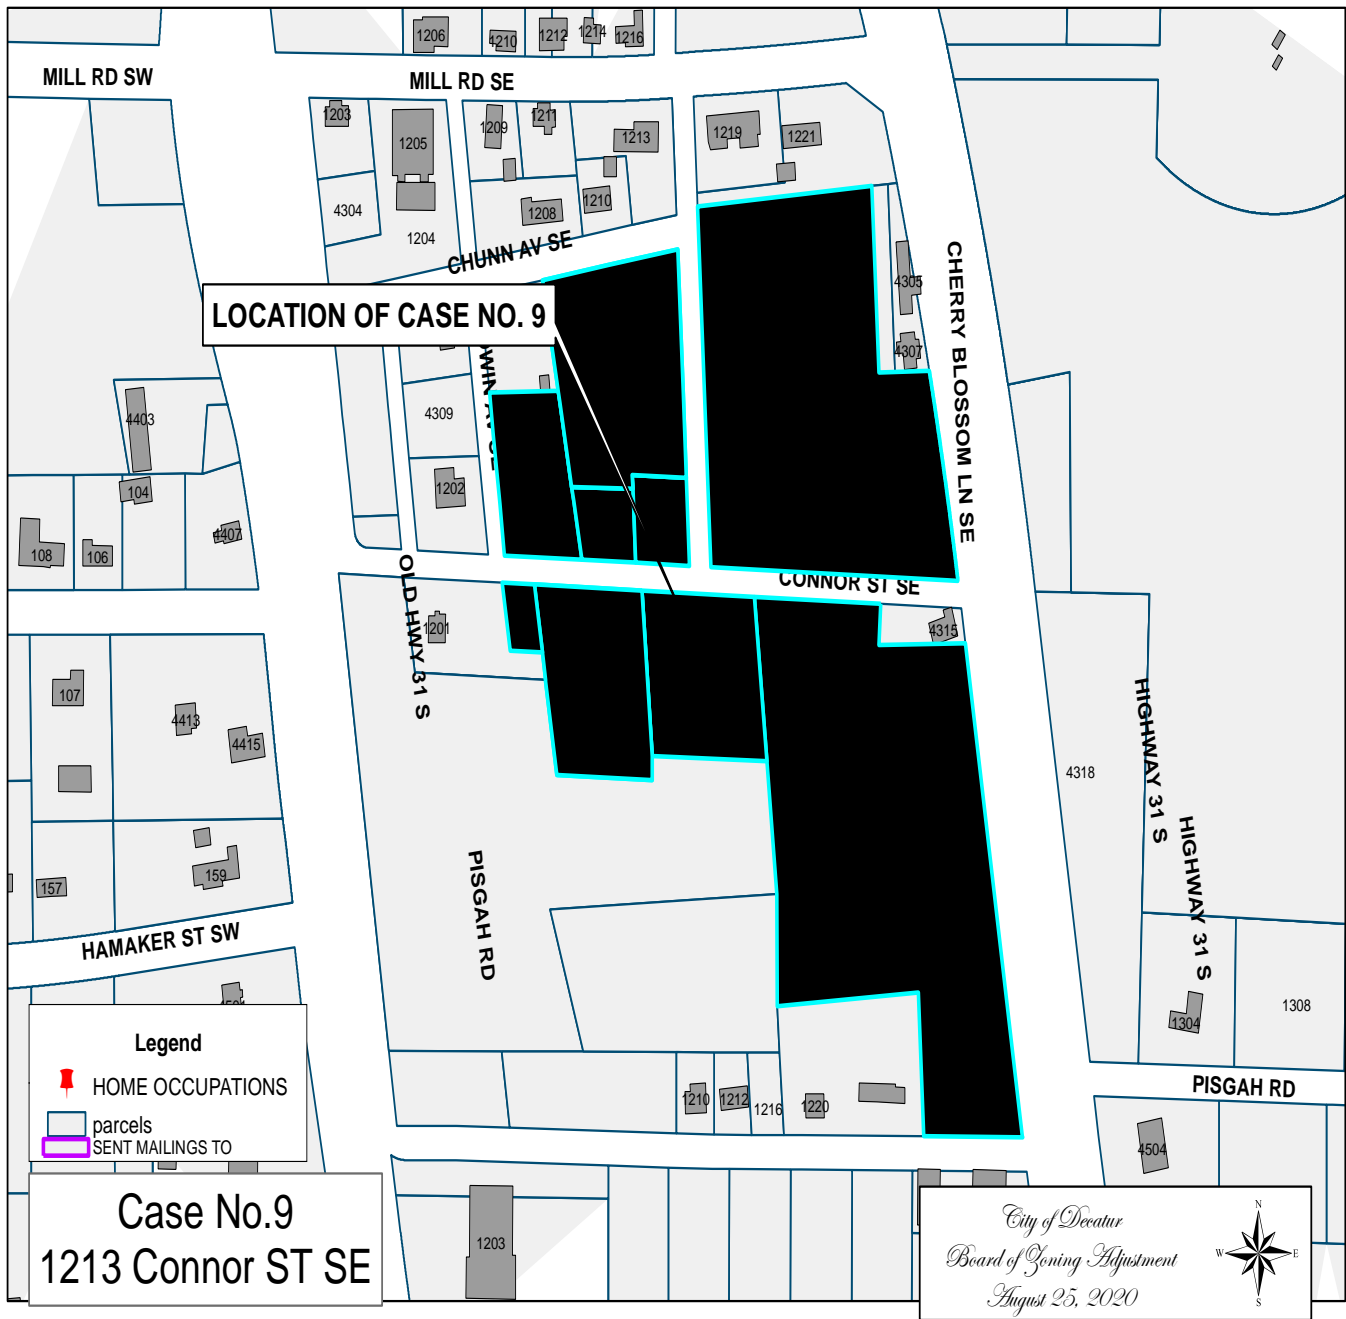 1206
1210
1212
1214
1216
MILL RD SW
MILL RD SE
1203
1205
1209
1211
1213
1219
1221
4304
1204
1208
1210
CHUNN AV SE
LOCATION OF CASE NO. 9
4305
4307
CHERRY BLOSSOM LN SE
4309
1202
4403
104
108
106
4407
CONNOR ST SE
OLD HWY 31 S
1201
4315
107
4413
4415
4318
HIGHWAY 31 S
HIGHWAY 31 S
157
159
PISGAH RD
HAMAKER ST SW
1304
1308
PISGAH RD
1210
1212
1216
1220
4504
1203
Legend
HOME OCCUPATIONS
parcels
SENT MAILINGS TO
Case No.9
1213 Connor ST SE
City of Decatur
Board of Zoning Adjustment
August 25, 2020
N
W
E
S